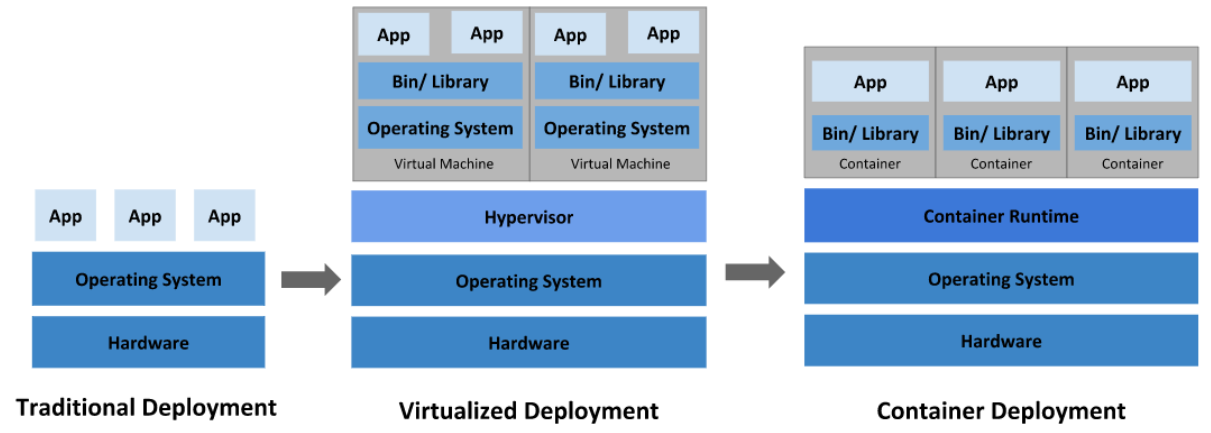 App
App
App
Operating System
Hardware
Traditional Deployment
App
App
Bin/ Library
Operating System
Virtual Machine
App
App
Bin/ Library
Operating System
Virtual Machine
Hypervisor
Operating System
Hardware
Virtualized Deployment
App
Bin/ Library
Container
App
Bin/ Library
Container
App
Bin/ Library
Container
Container Runtime
Operating System
Hardware
Container Deployment